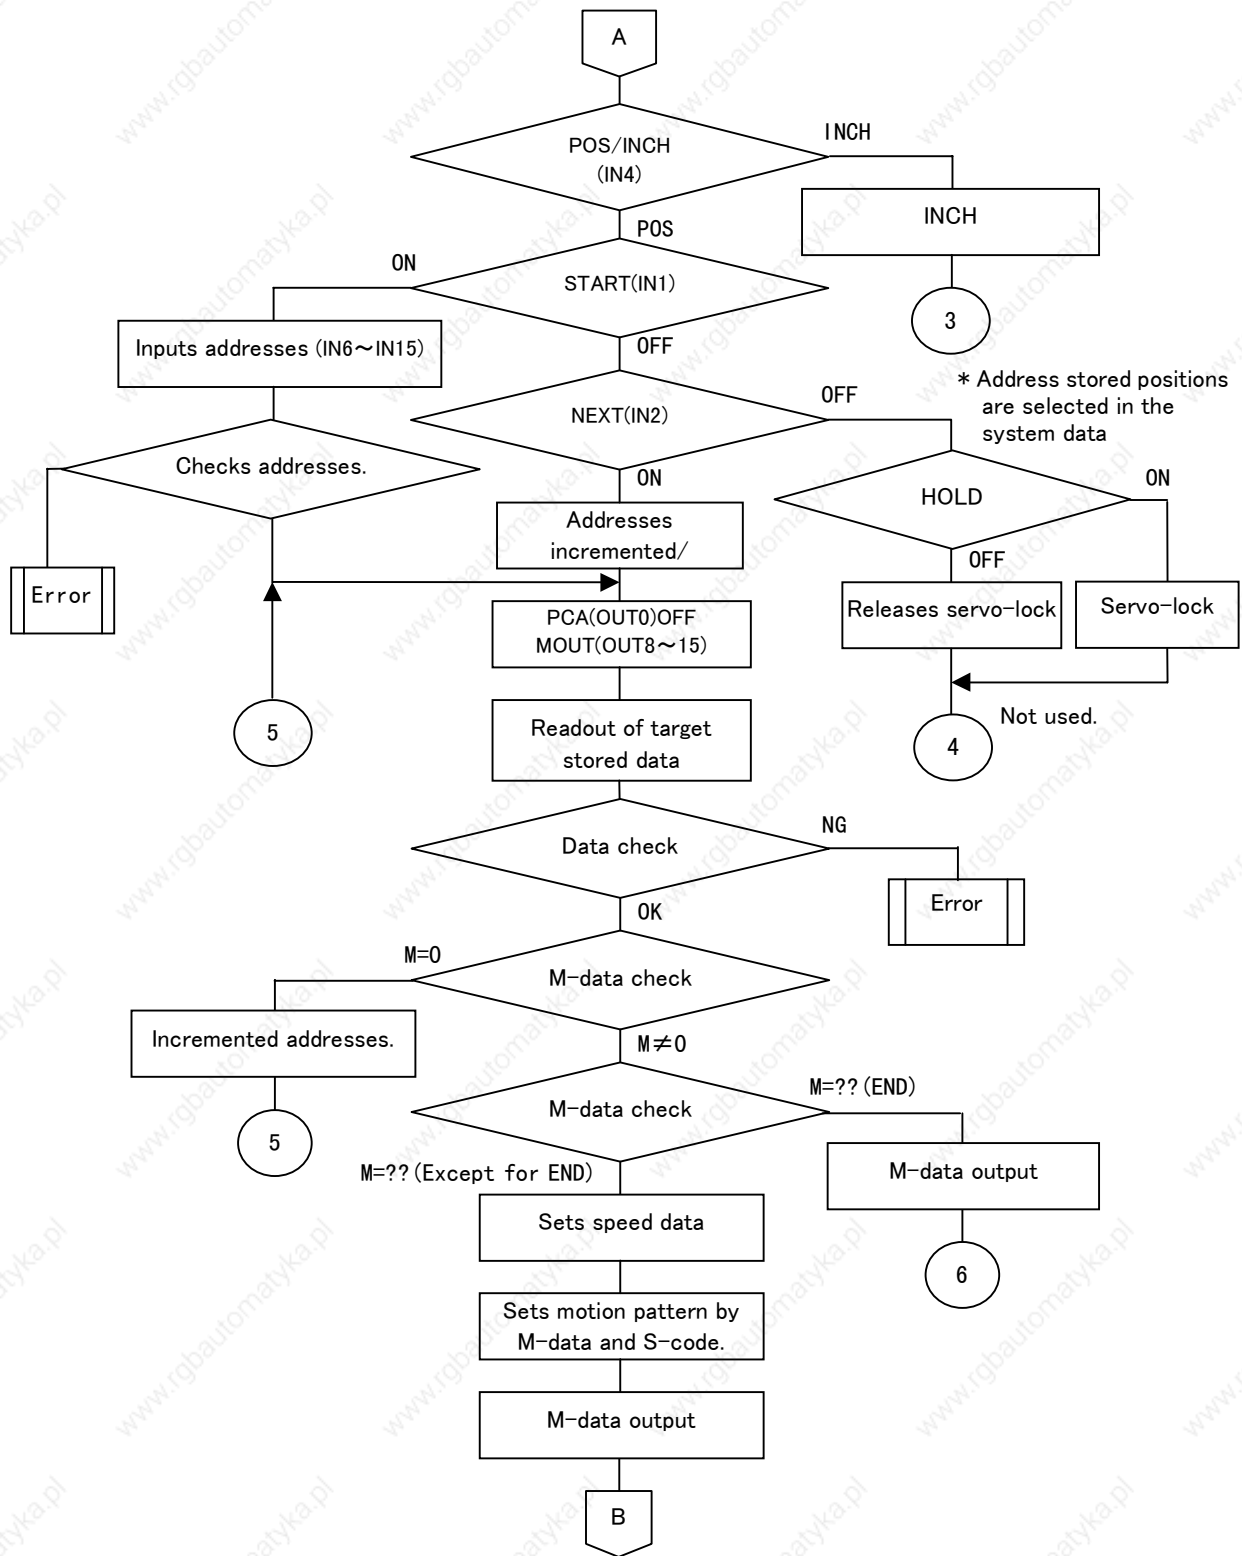 A
POS/INCH
(IN4)
INCH
INCH
POS
ON
START(IN1)
3
Inputs addresses (IN6～IN15)
OFF
* Address stored positions
are selected in the
system data
NEXT(IN2)
OFF
Checks addresses.
ON
HOLD
ON
Addresses
incremented/
OFF
Error
PCA(OUT0)OFF
MOUT(OUT8～15)
Releases servo-lock
Servo-lock
5
Readout of target
stored data
Not used.
4
Data check
NG
Error
OK
M=0
M-data check
Incremented addresses.
M≠0
M-data check
M=??(END)
5
M=??(Except for END)
M-data output
Sets speed data
6
Sets motion pattern by
M-data and S-code.
M-data output
B
www.rgbautomatyka.pl